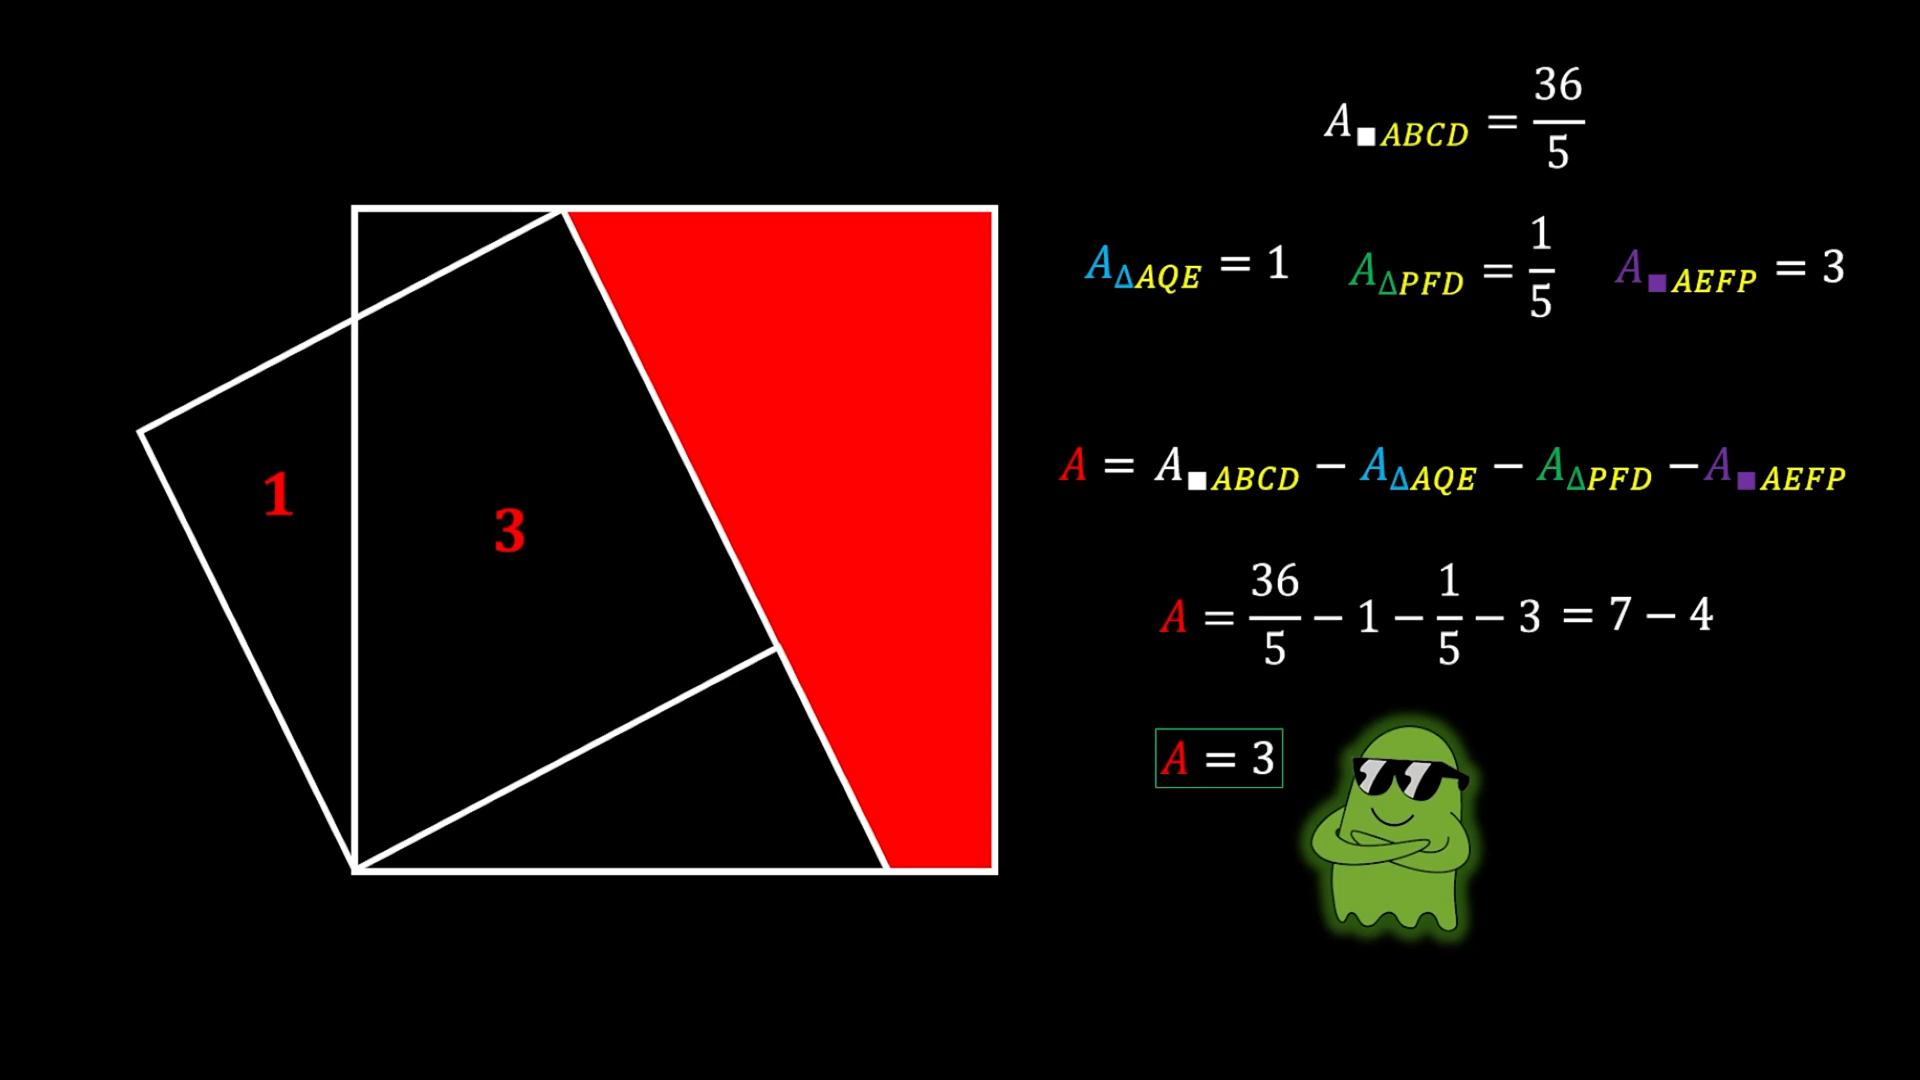 A■ABCD = 36/5
AΔAQE = 1 AΔPFD = 1/5 A■AEFP = 3
A = A■ABCD − AΔAQE − AΔPFD − A■AEFP
A = 36/5 − 1 − 1/5 − 3 = 7 − 4
A = 3
1
3